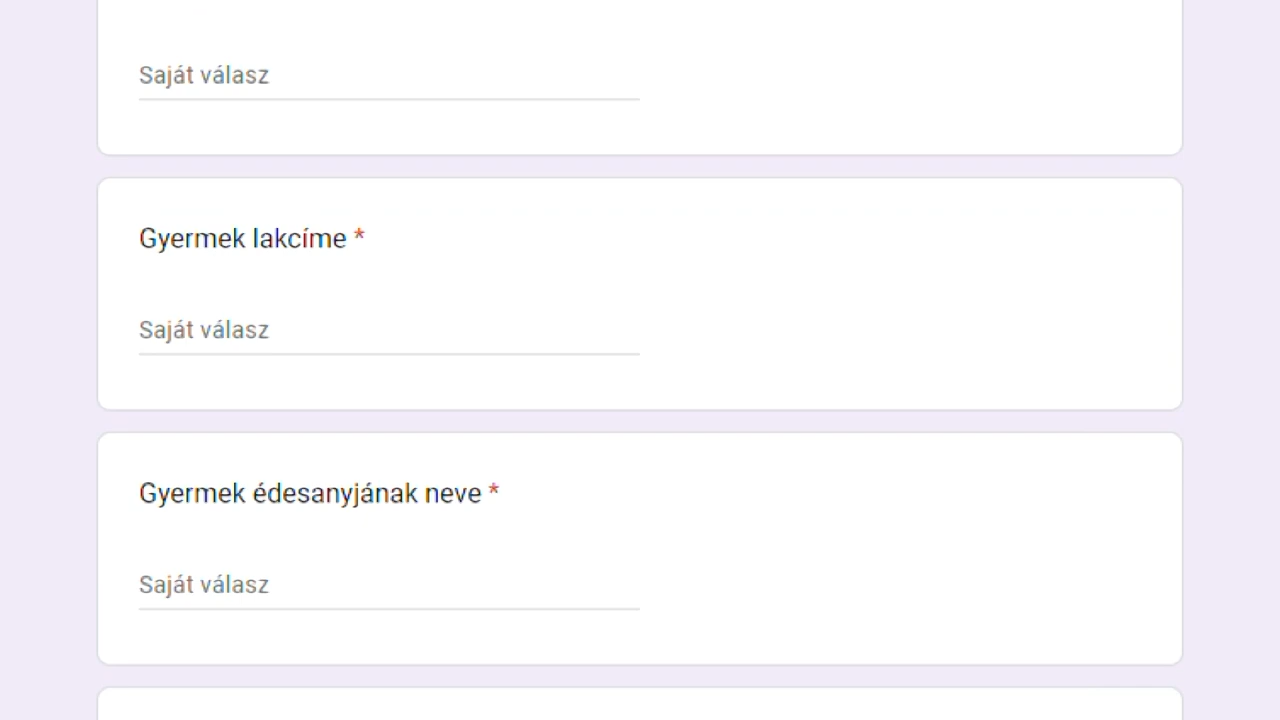 Saját válasz
Gyermek lakcíme *
Saját válasz
Gyermek édesanyjának neve *
Saját válasz